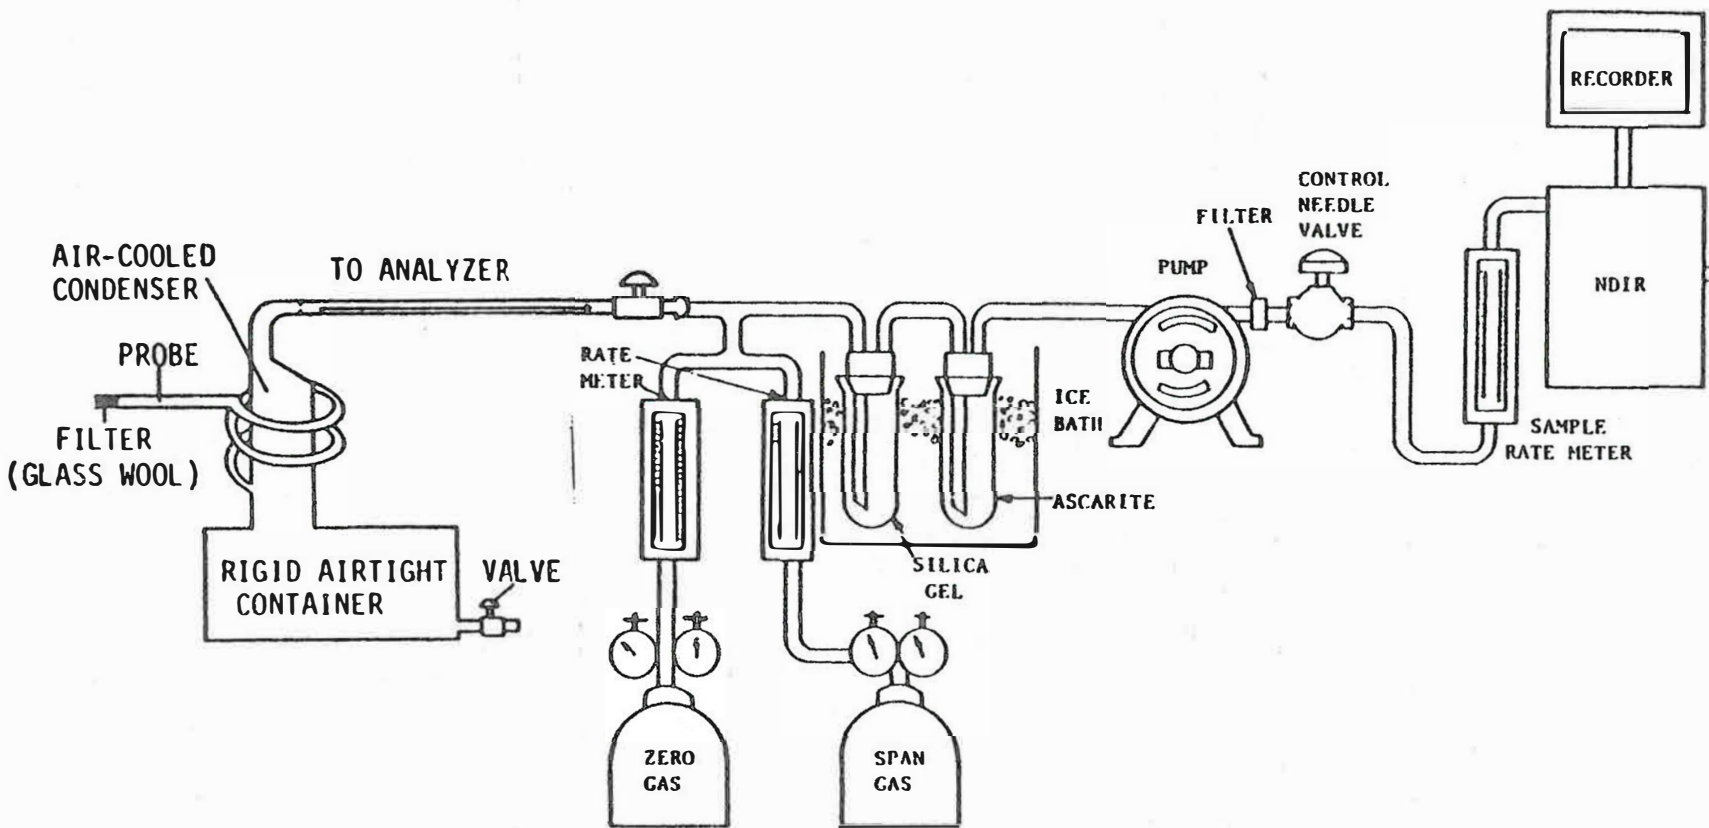 RECORDER
CONTROL
NEEDLE
VALVE
FILTER
PUMP
NDIR
AIR-COOLED
CONDENSER
TO ANALYZER
PROBE
RATE
METER
ICE
BATH
FILTER
(GLASS WOOL)
SAMPLE
RATE METER
ASCARITE
RIGID AIRTIGHT
CONTAINER
VALVE
SILICA
GEL
ZERO
GAS
SPAN
GAS